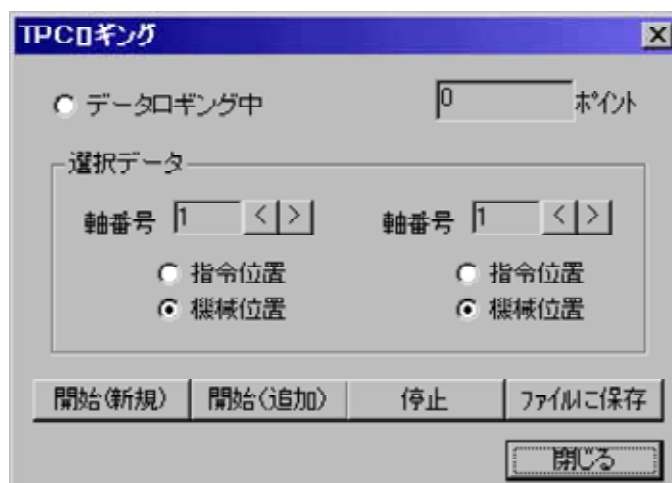 TPCロギング
データロギング中 0 ポイント
選択データ
軸番号 1 < > 軸番号 1 < >
指令位置 指令位置
機械位置 機械位置
開始(新規) 開始(追加) 停止 ファイルに保存
閉じる